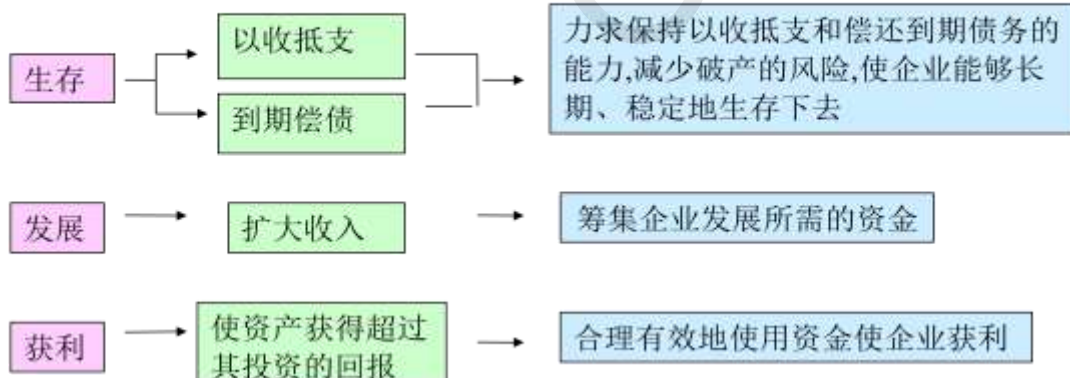 生存
以收抵支
到期偿债
力求保持以收抵支和偿还到期债务的
能力,减少破产的风险,使企业能够长
期、稳定地生存下去
发展
扩大收入
筹集企业发展所需的资金
获利
使资产获得超过
其投资的回报
合理有效地使用资金使企业获利